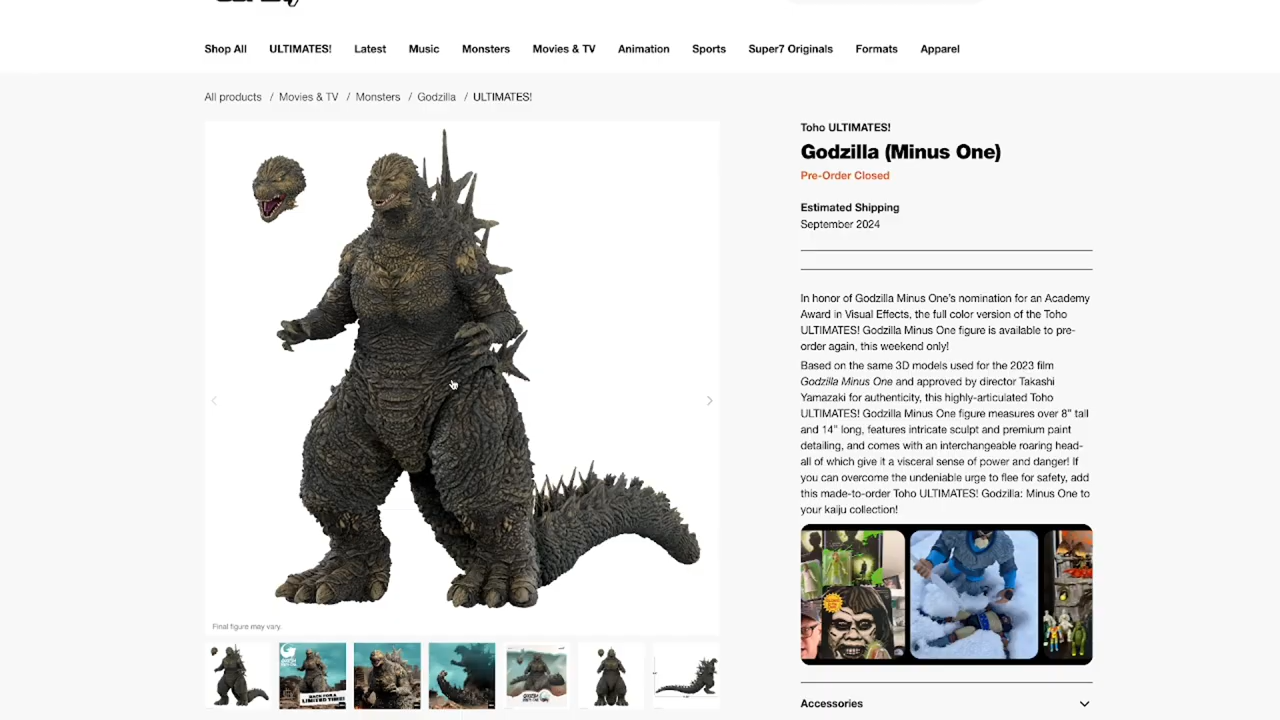 Shop All ULTIMATES! Latest Music Monsters Movies & TV Animation Sports Super7 Originals Formats Apparel
All products / Movies & TV / Monsters / Godzilla / ULTIMATES!
Toho ULTIMATES!
Godzilla (Minus One)
Pre-Order Closed
Estimated Shipping
September 2024
In honor of Godzilla Minus One's nomination for an Academy
Award in Visual Effects, the full color version of the Toho
ULTIMATES! Godzilla Minus One figure is available to pre-
order again, this weekend only!
Based on the same 3D models used for the 2023 film
Godzilla Minus One and approved by director Takashi
Yamazaki for authenticity, this highly-articulated Toho
ULTIMATES! Godzilla Minus One figure measures over 8" tall
and 14" long, features intricate sculpt and premium paint
detailing, and comes with an interchangeable roaring head-
all of which give it a visceral sense of power and danger! If
you can overcome the undeniable urge to flee for safety, add
this made-to-order Toho ULTIMATES! Godzilla: Minus One to
your kaiju collection!
Final figure may vary.
BACK FOR A
LIMITED TIME!
Accessories